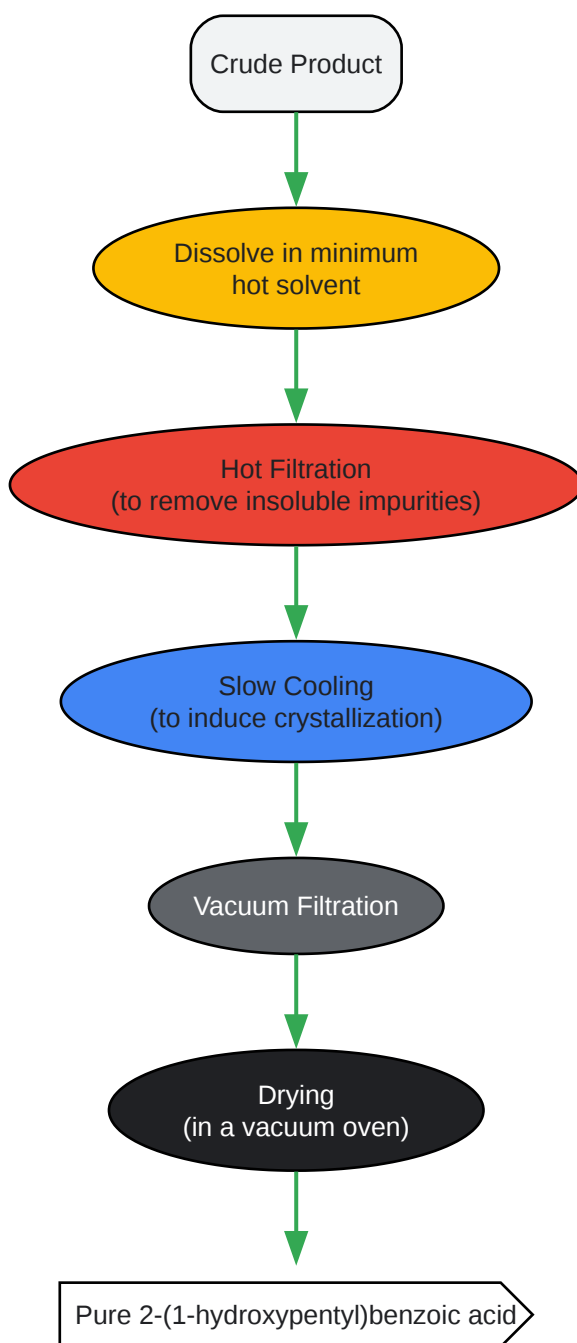 Crude Product
Dissolve in minimum
hot solvent
Hot Filtration
(to remove insoluble impurities)
Slow Cooling
(to induce crystallization)
Vacuum Filtration
Drying
(in a vacuum oven)
Pure 2-(1-hydroxypentyl)benzoic acid